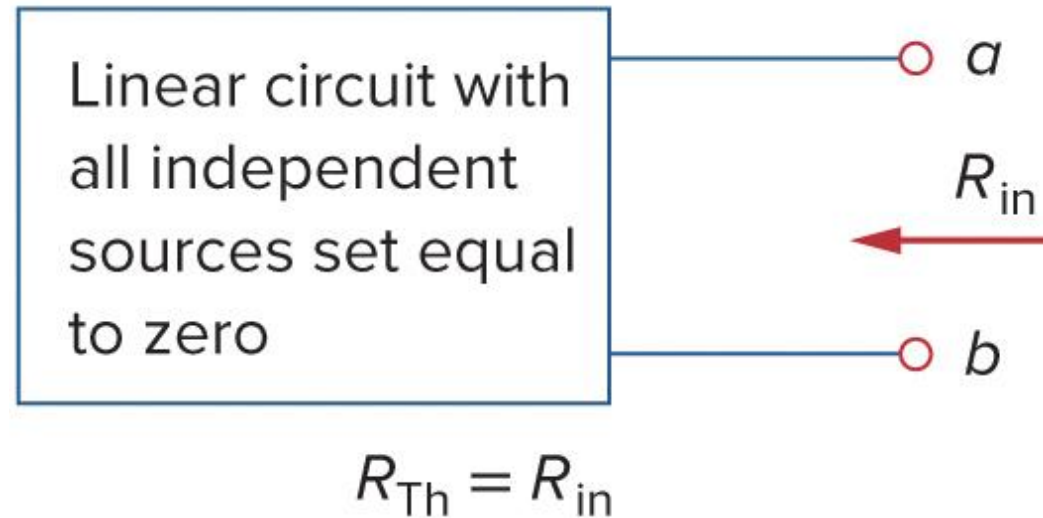 Linear circuit with
all independent
sources set equal
to zero
a
R_in
b
R_Th = R_in